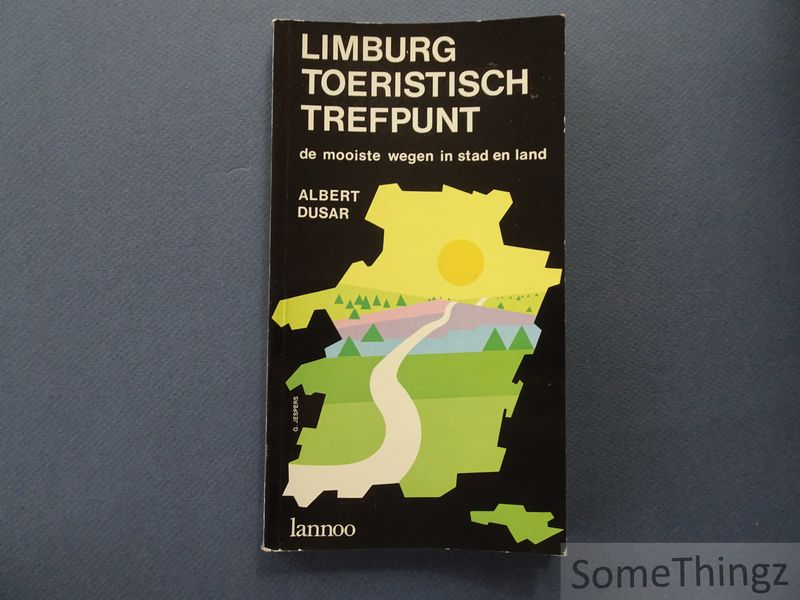 LIMBURG
TOERISTISCH
TREFPUNT
de mooiste wegen in stad en land
ALBERT
DUSAR
G. JESPERS
lannoo
SomeThingz